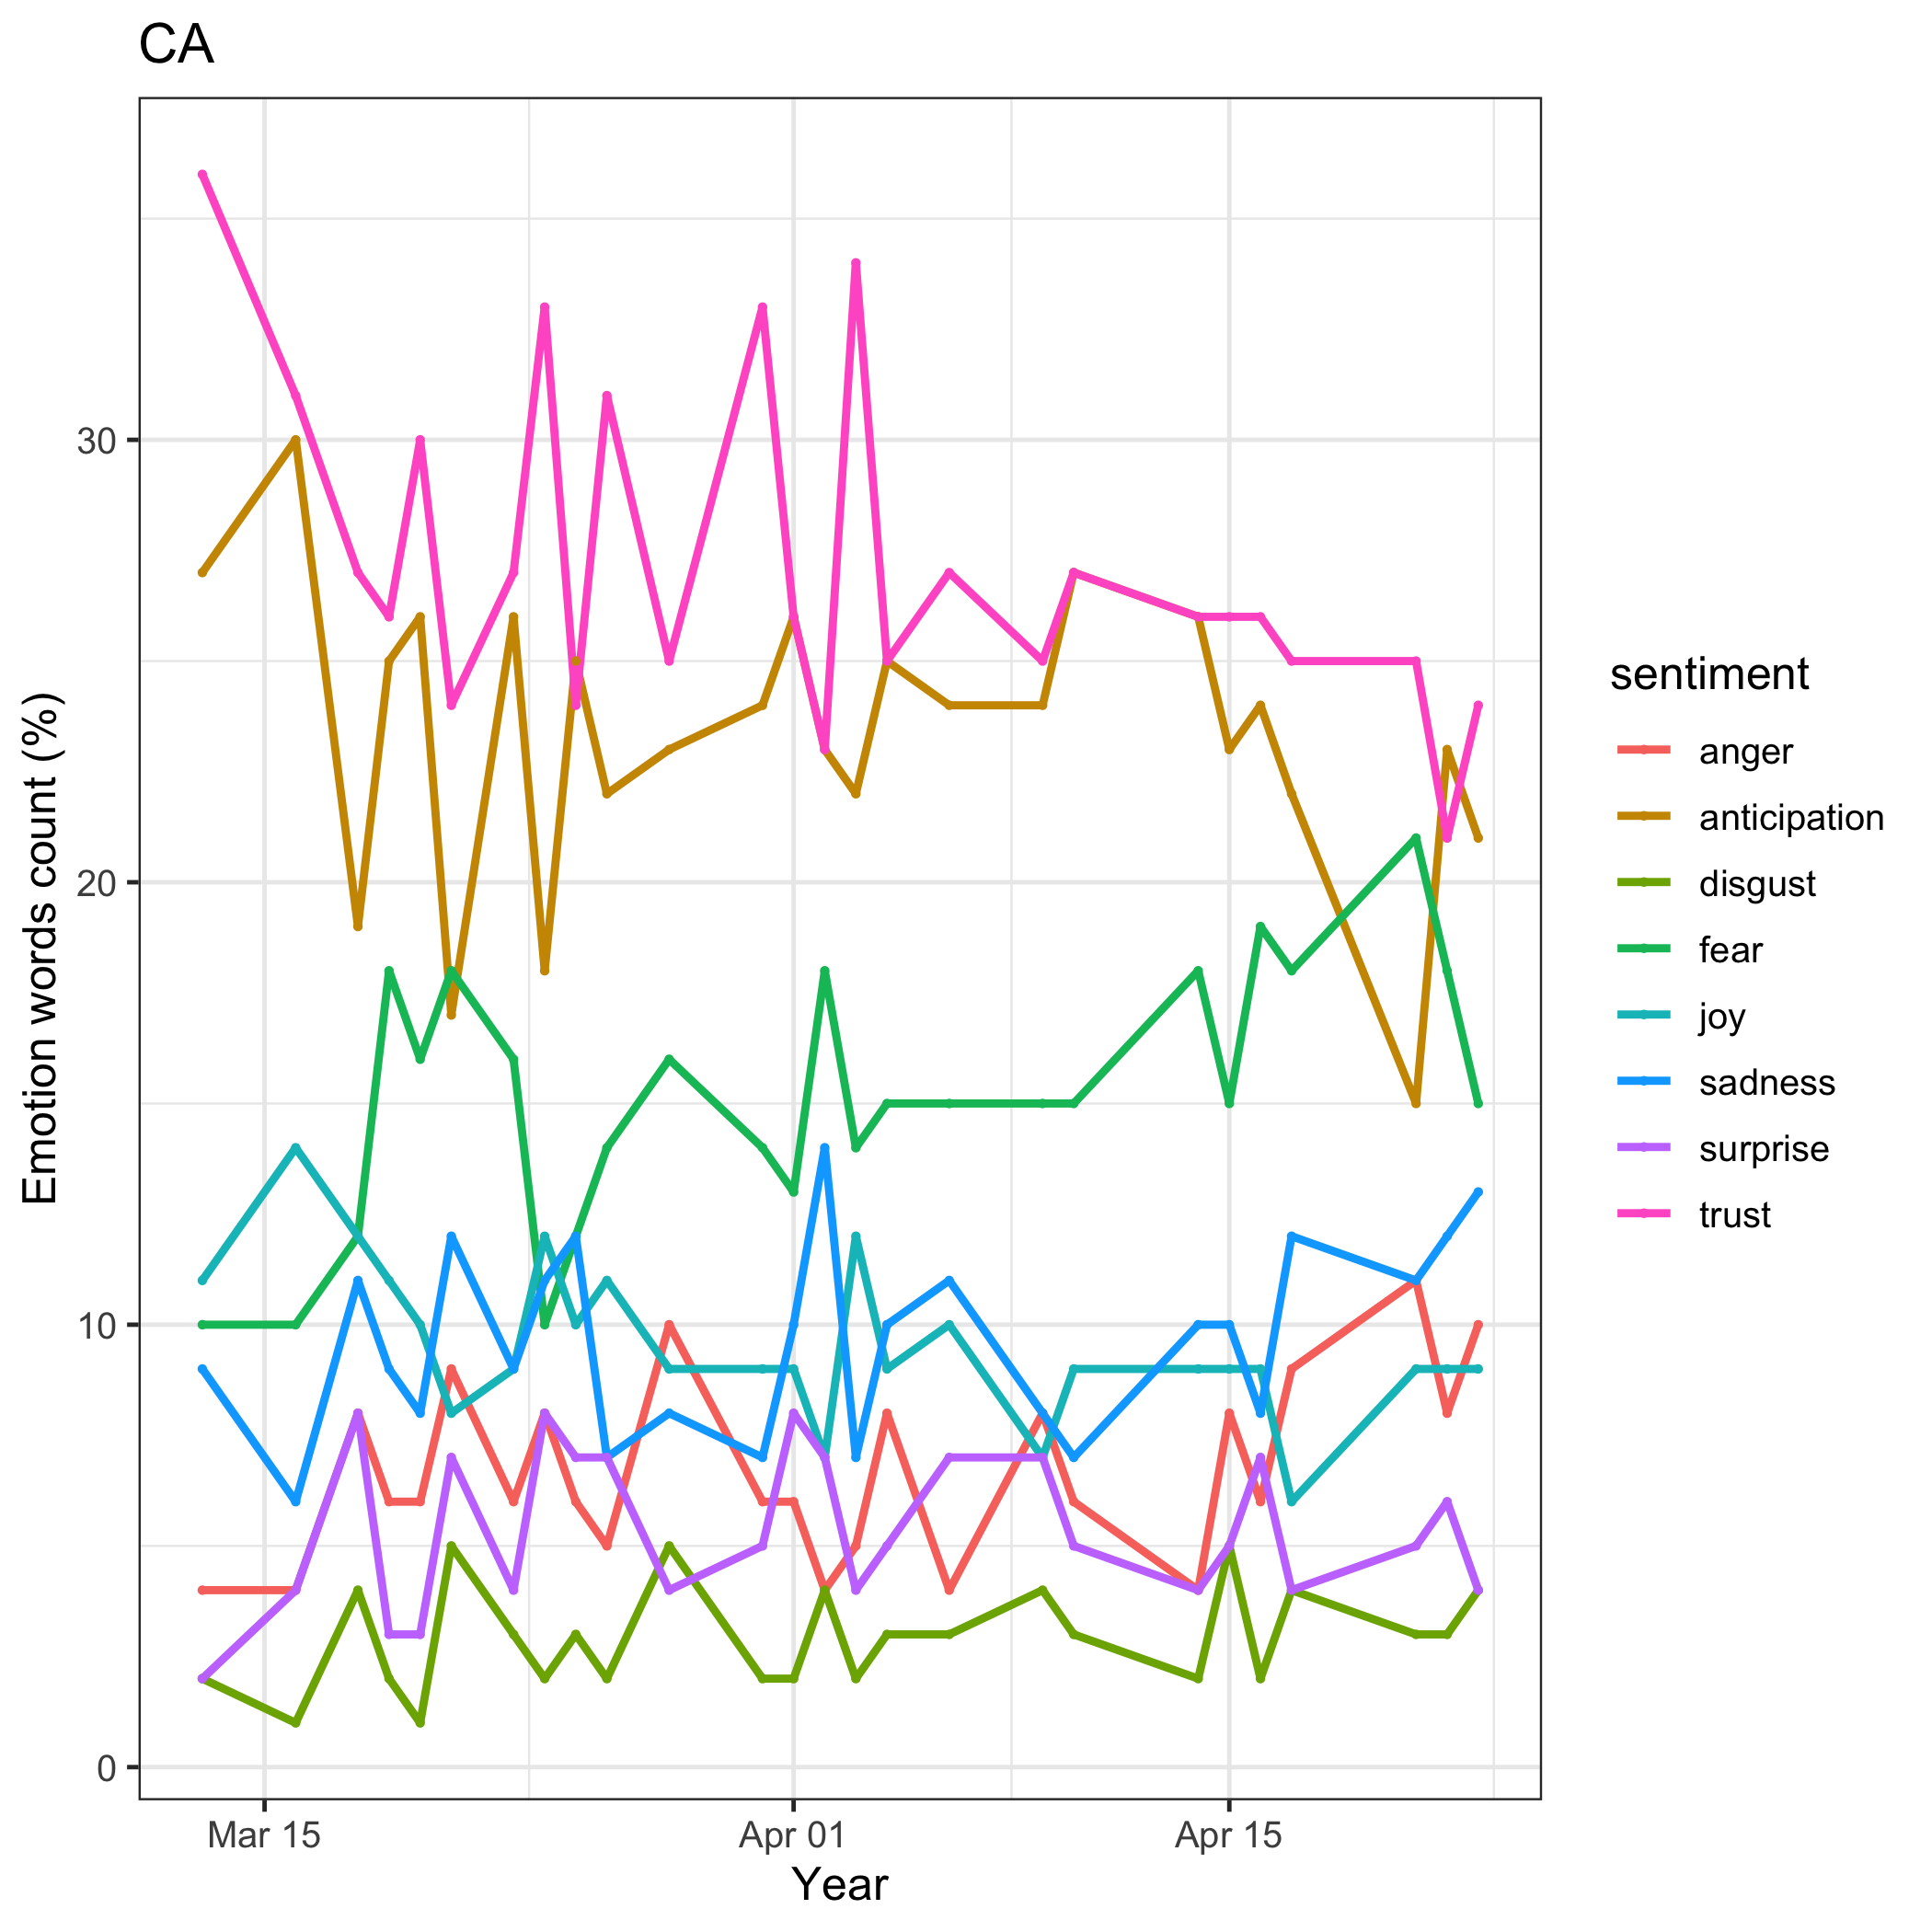 CA
Emotion words count (%)
30
20
10
0
Mar 15
Apr 01
Apr 15
Year
sentiment
anger
anticipation
disgust
fear
joy
sadness
surprise
trust